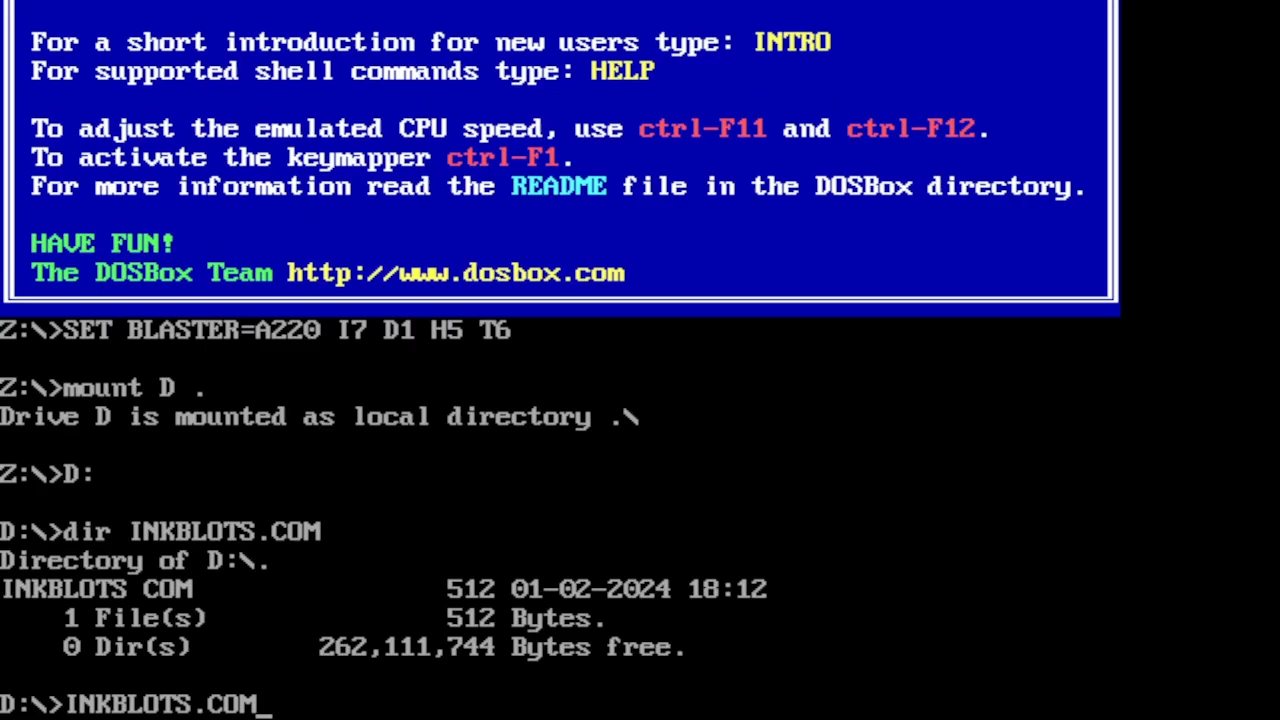 For a short introduction for new users type: INTRO
For supported shell commands type: HELP
To adjust the emulated CPU speed, use ctrl-F11 and ctrl-F12.
To activate the keymapper ctrl-F1.
For more information read the README file in the DOSBox directory.
HAVE FUN!
The DOSBox Team http://www.dosbox.com
Z:\>SET BLASTER=A220 I7 D1 H5 T6
Z:\>mount D .
Drive D is mounted as local directory .\
Z:\>D:
D:\>dir INKBLOTS.COM
Directory of D:\.
INKBLOTS COM 512 01-02-2024 18:12
1 File(s) 512 Bytes.
0 Dir(s) 262,111,744 Bytes free.
D:\>INKBLOTS.COM_